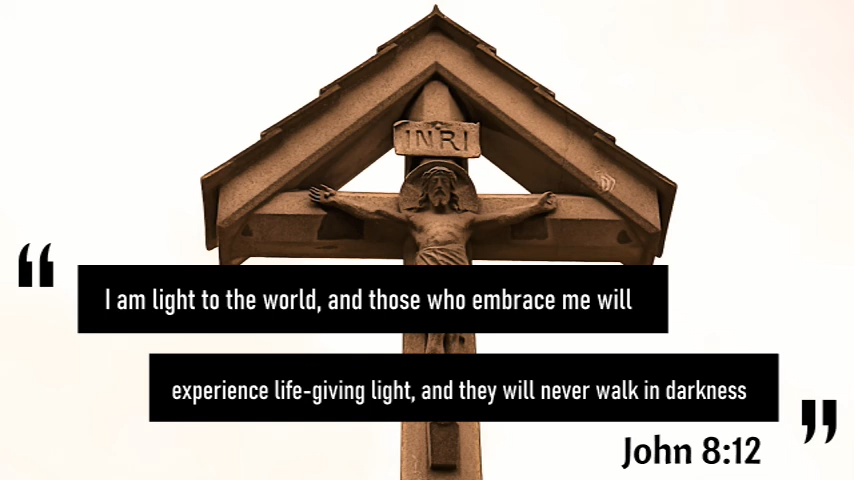 INRI
“
I am light to the world, and those who embrace me will
experience life-giving light, and they will never walk in darkness
”
John 8:12